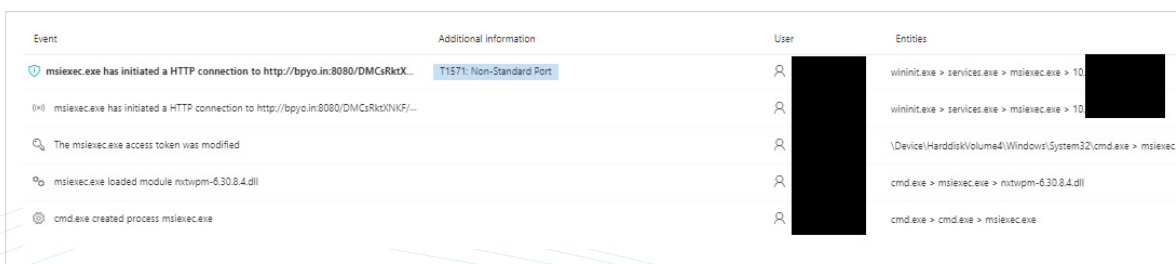 Event Additional information User Entities
msiexec.exe has initiated a HTTP connection to http://bpyo.in:8080/DMCsRktX... T1571: Non-Standard Port wininit.exe > services.exe > msiexec.exe > 10.
msiexec.exe has initiated a HTTP connection to http://bpyo.in:8080/DMCsRktXNKF/... wininit.exe > services.exe > msiexec.exe > 10.
The msiexec.exe access token was modified \Device\HarddiskVolume4\Windows\System32\cmd.exe > msiexec.
msiexec.exe loaded module nxtwpm-6.30.8.4.dll cmd.exe > msiexec.exe > nxtwpm-6.30.8.4.dll
cmd.exe created process msiexec.exe cmd.exe > cmd.exe > msiexec.exe